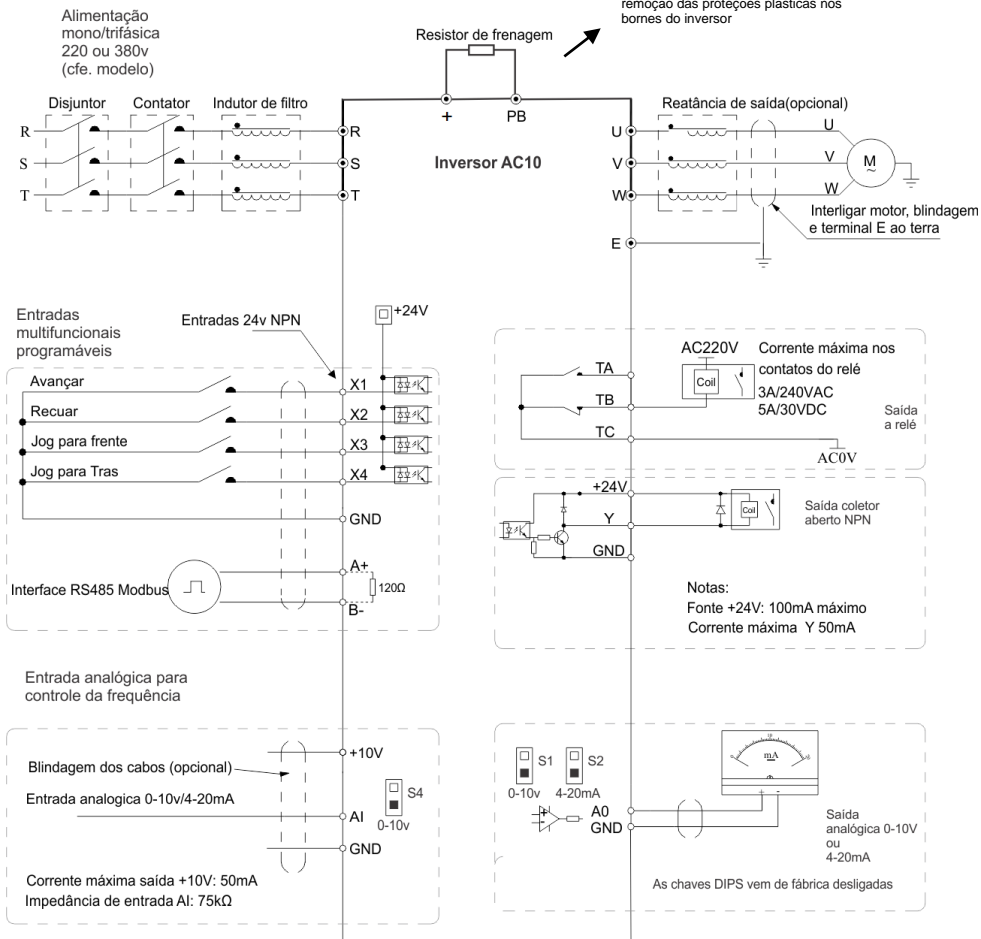 remoção das proteções plásticas nos
bornes do inversor
Alimentação
mono/trifásica
220 ou 380v
(cfe. modelo)
Resistor de frenagem
Disjuntor
Contator
Indutor de filtro
+
PB
Reatância de saída(opcional)
R
R
U
U
S
S
Inversor AC10
V
V
M
~
T
T
W
W
Interligar motor, blindagem
e terminal E ao terra
E
Entradas
multifuncionais
programáveis
Entradas 24v NPN
+24V
Avançar
X1
Recuar
X2
Jog para frente
X3
Jog para Tras
X4
GND
Interface RS485 Modbus
A+
120Ω
B-
TA
TB
TC
AC220V
Coil
Corrente máxima nos
contatos do relé
3A/240VAC
5A/30VDC
Saída
a relé
AC0V
+24V
Y
GND
Coil
Saída coletor
aberto NPN
Notas:
Fonte +24V: 100mA máximo
Corrente máxima Y 50mA
Entrada analógica para
controle da frequência
+10V
Blindagem dos cabos (opcional)
Entrada analogica 0-10v/4-20mA
S4
0-10v
AI
GND
Corrente máxima saída +10V: 50mA
Impedância de entrada AI: 75kΩ
S1
S2
0-10v
4-20mA
mA
+ -
+
-
A0
GND
Saída
analógica 0-10V
ou
4-20mA
As chaves DIPS vem de fábrica desligadas